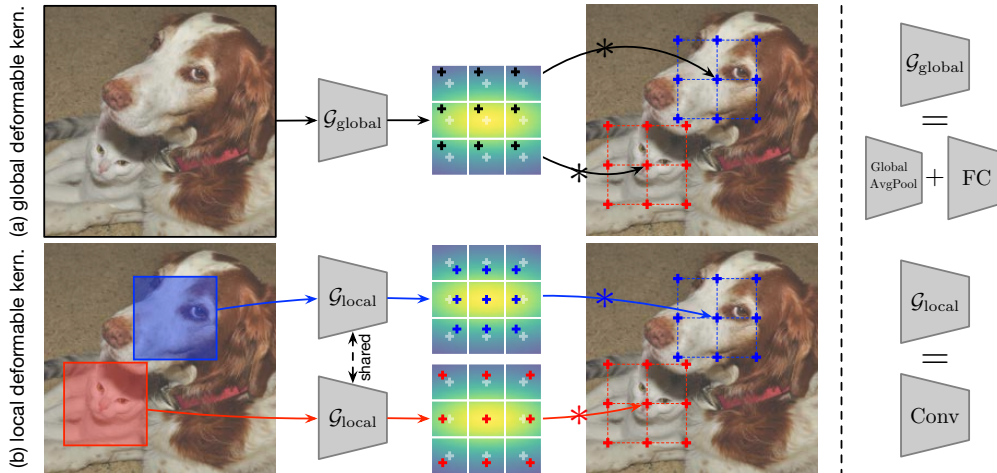 (a) global deformable kern.
𝒢global
𝒢global
=
Global
AvgPool
+
FC
(b) local deformable kern.
𝒢local
shared
𝒢local
𝒢local
=
Conv